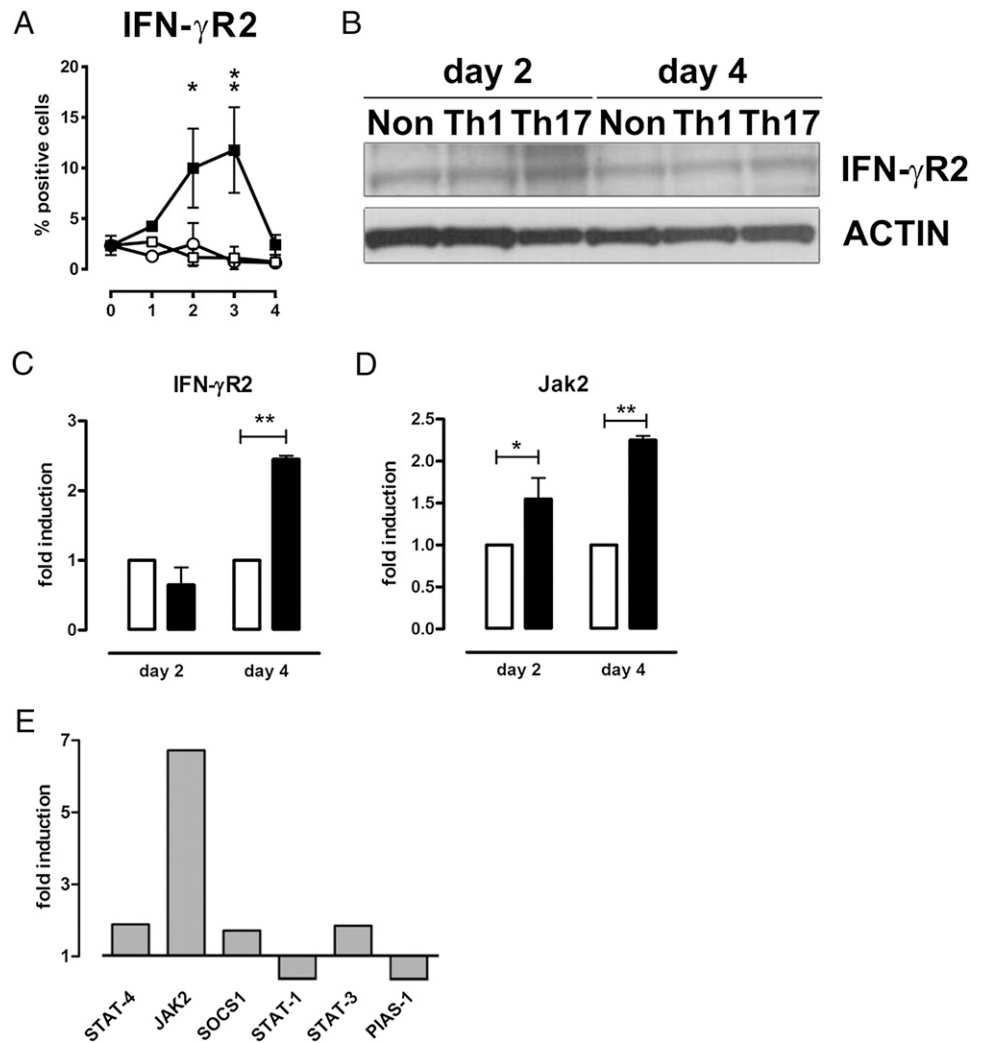 A
IFN-γR2
% positive cells
20
15
10
5
0
*
*
*
0 1 2 3 4
B
day 2 day 4
Non Th1 Th17 Non Th1 Th17
IFN-γR2
ACTIN
C
IFN-γR2
fold induction
3
2
1
0
**
day 2 day 4
D
Jak2
fold induction
2.5
2.0
1.5
1.0
0.5
0.0
*
**
day 2 day 4
E
fold induction
7
5
3
1
STAT-4 JAK2 SOCS1 STAT-1 STAT-3 PIAS-1